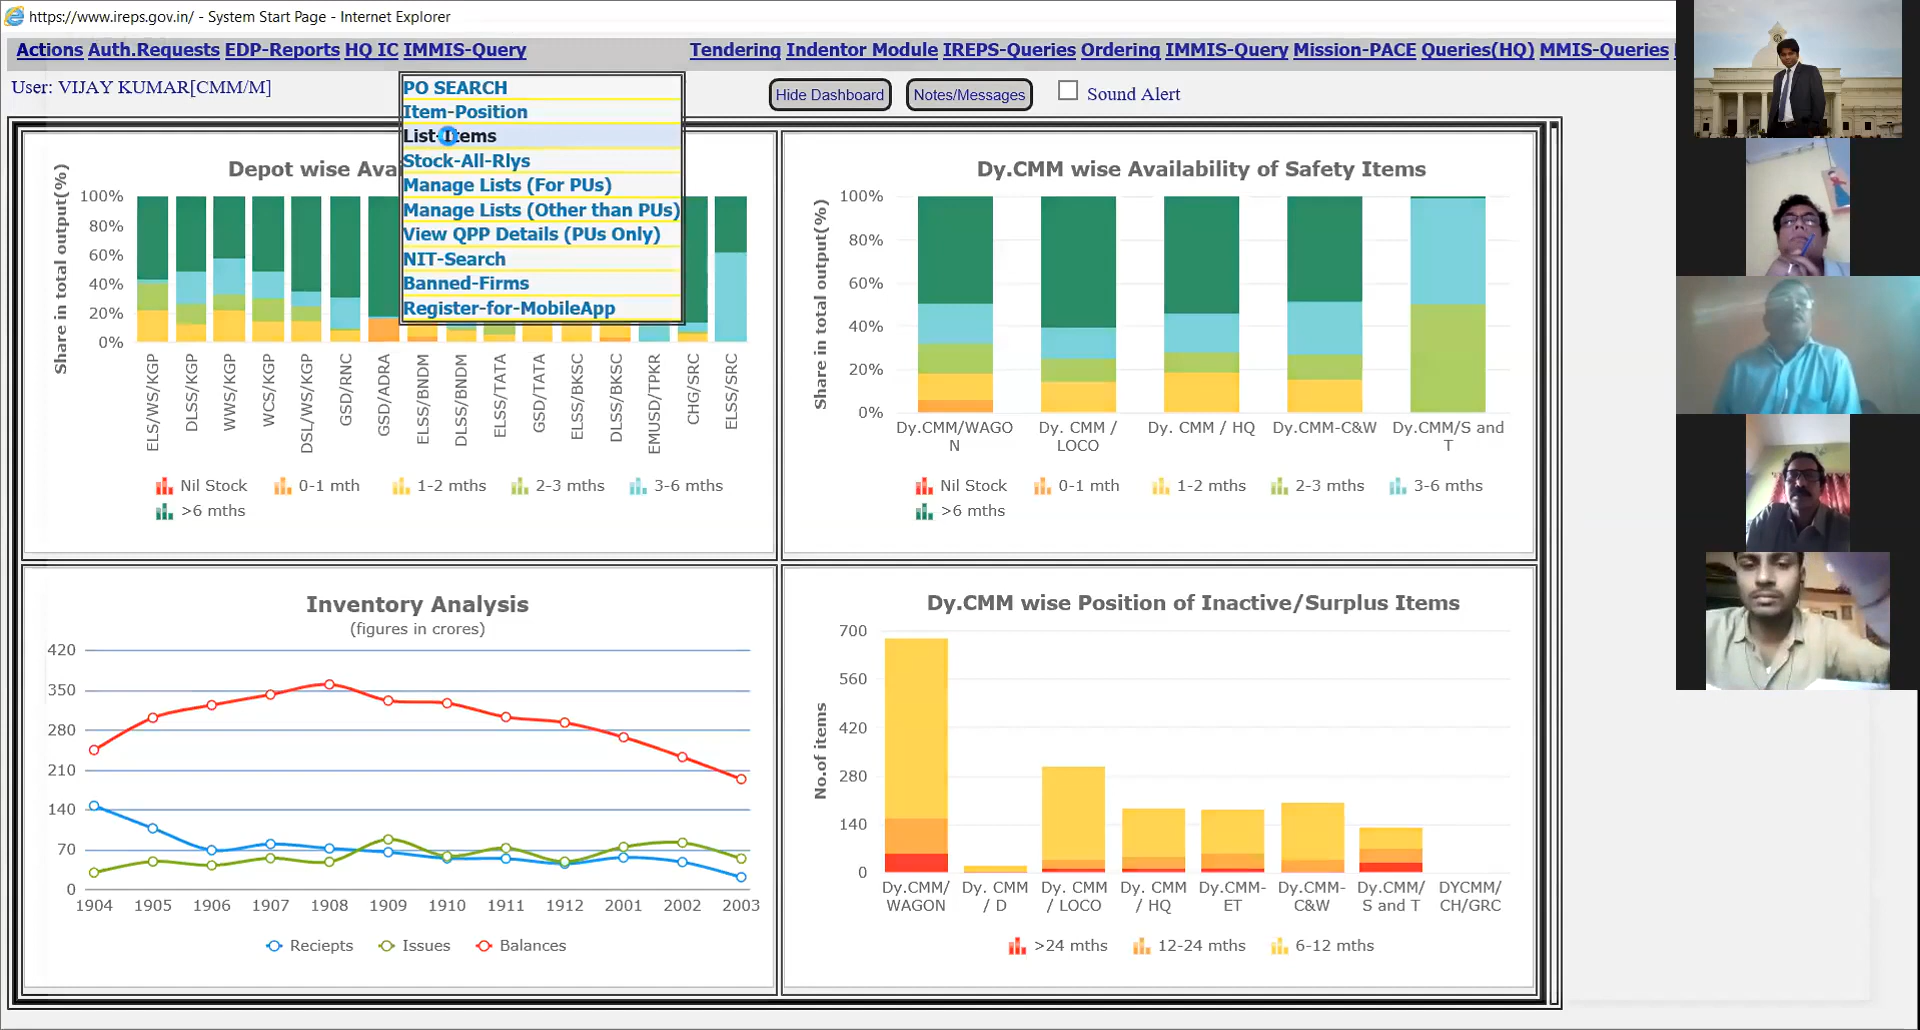 https://www.ireps.gov.in/ - System Start Page - Internet Explorer
Actions Auth.Requests EDP-Reports HQ IC IMMIS-Query Tendering Indentor Module IREPS-Queries Ordering IMMIS-Query Mission-PACE Queries(HQ) MMIS-Queries
User: VIJAY KUMAR[CMM/M]
Hide Dashboard Notes/Messages Sound Alert
PO SEARCH
Item-Position
List-Items
Stock-All-Rlys
Manage Lists (For PUs)
Manage Lists (Other than PUs)
View QPP Details (PUs Only)
NIT-Search
Banned-Firms
Register-for-MobileApp
Depot wise Ava
Share in total output(%)
100%
80%
60%
40%
20%
0%
ELS/WS/KGP
DLSS/KGP
WWS/KGP
WCS/KGP
DSL/WS/KGP
GSD/RNC
GSD/ADRA
ELSS/BNDM
DLSS/BNDM
ELSS/TATA
GSD/TATA
ELSS/BKSC
DLSS/BKSC
EMUSD/TPKR
CHG/SRC
ELSS/SRC
Nil Stock 0-1 mth 1-2 mths 2-3 mths 3-6 mths
>6 mths
Dy.CMM wise Availability of Safety Items
Share in total output(%)
100%
80%
60%
40%
20%
0%
Dy.CMM/WAGO Dy. CMM / Dy. CMM / HQ Dy.CMM-C&W Dy.CMM/S and
N LOCO T
Nil Stock 0-1 mth 1-2 mths 2-3 mths 3-6 mths
>6 mths
Inventory Analysis
(figures in crores)
420
350
280
210
140
70
0
1904 1905 1906 1907 1908 1909 1910 1911 1912 2001 2002 2003
Reciepts Issues Balances
Dy.CMM wise Position of Inactive/Surplus Items
No.of items
700
560
420
280
140
0
Dy.CMM/ Dy. CMM Dy. CMM Dy. CMM Dy.CMM- Dy.CMM- Dy.CMM/ DYCMM/
WAGON / D / LOCO / HQ ET C&W S and T CH/GRC
>24 mths 12-24 mths 6-12 mths